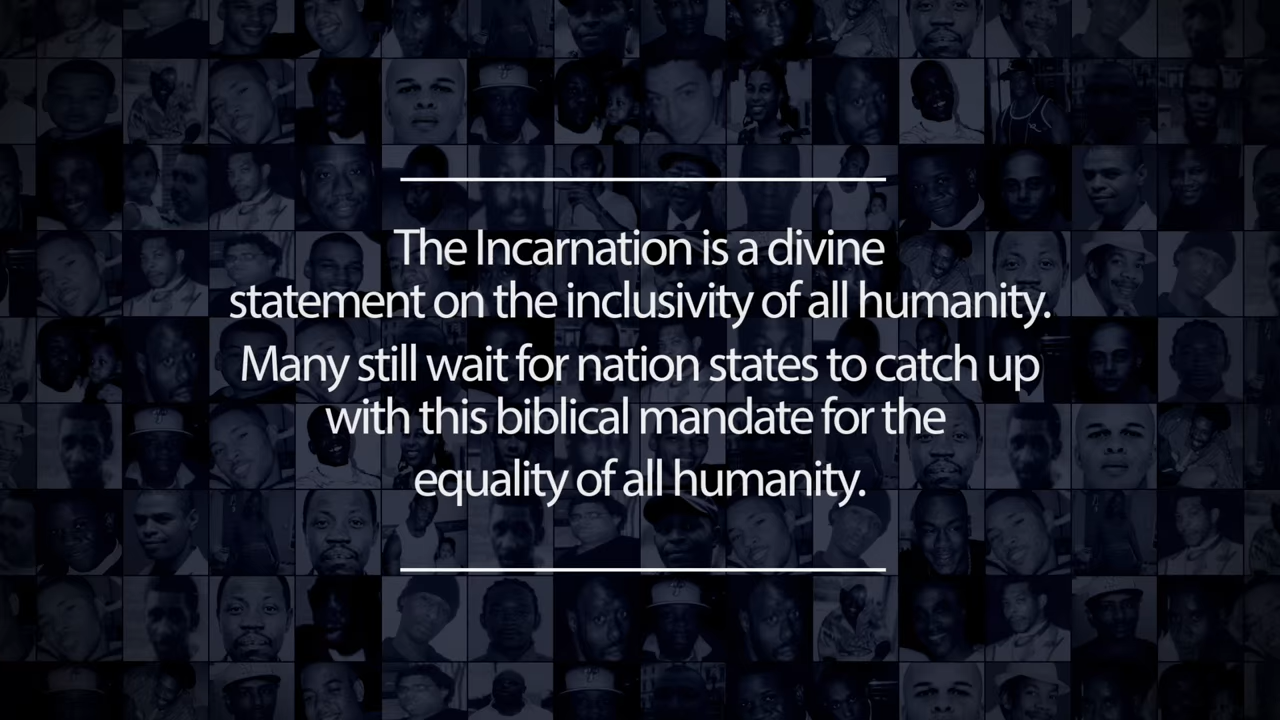 The Incarnation is a divine
statement on the inclusivity of all humanity.
Many still wait for nation states to catch up
with this biblical mandate for the
equality of all humanity.